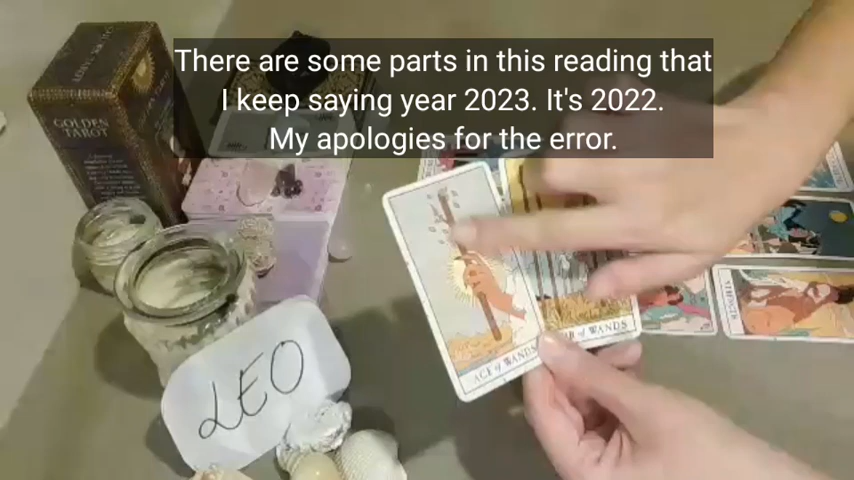 There are some parts in this reading that
I keep saying year 2023. It's 2022.
My apologies for the error.
GOLDEN
TAROT
LEO
ACE of WANDS
of WANDS
STRENGTH